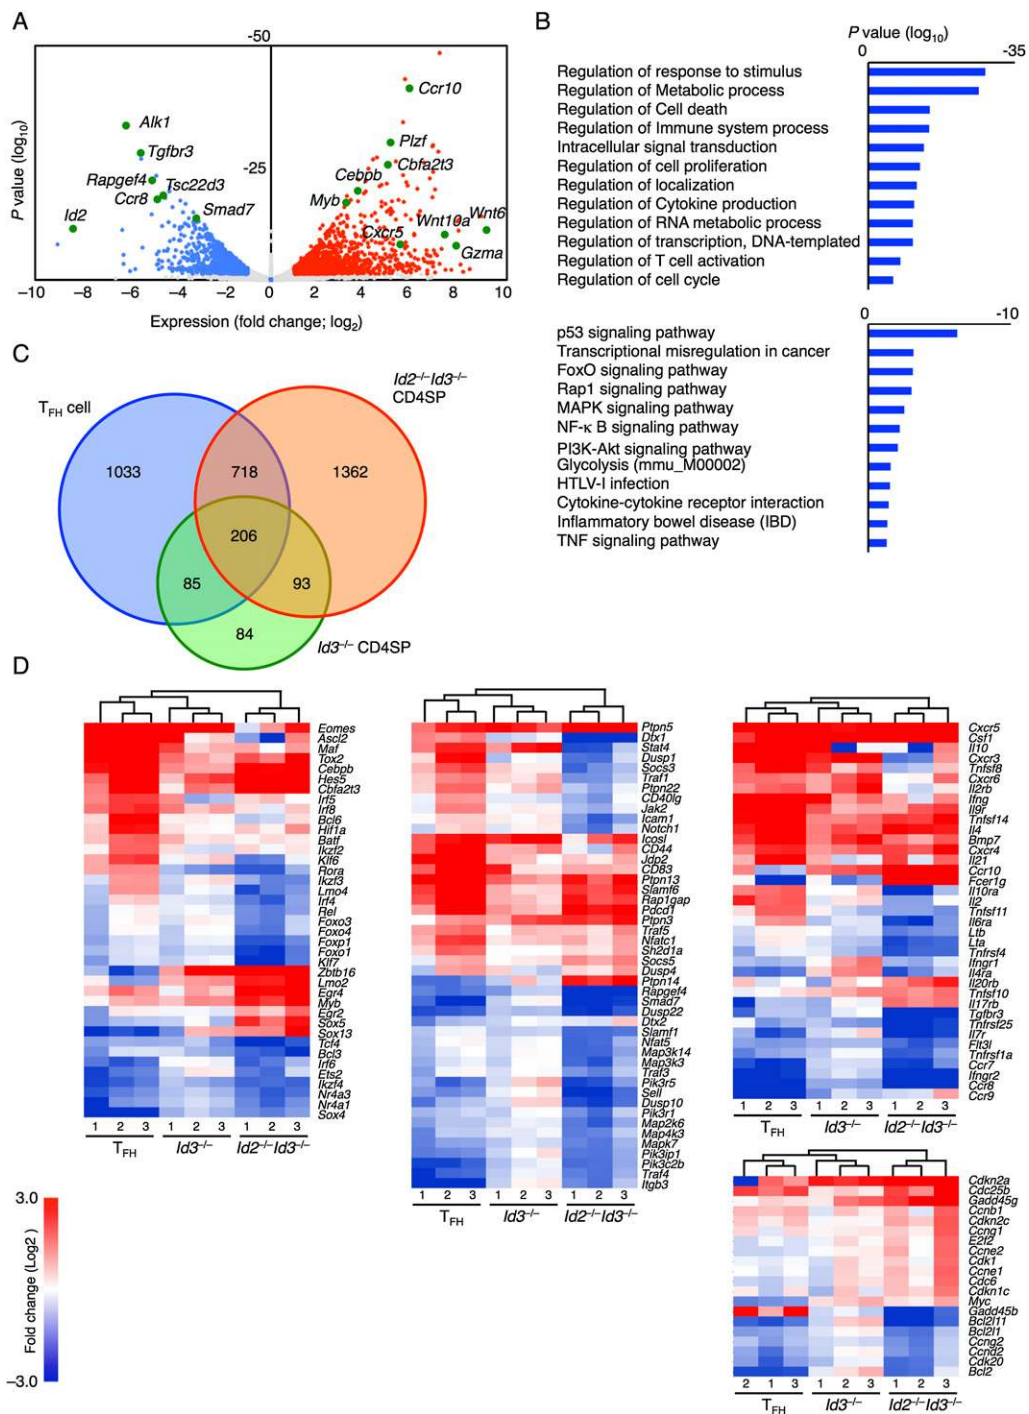 A
-50
P value (log10)
-25
Alk1
Tgfbr3
Rapgef4
Tsc22d3
Ccr8
Id2
Smad7
Ccr10
Plzf
Cbfa2t3
Cebpb
Myb
Wnt10a
Wnt6
Cxcr5
Gzma
−10 −8 −6 −4 −2 0 2 4 6 8 10
Expression (fold change; log2)
B
P value (log10)
0 -35
Regulation of response to stimulus
Regulation of Metabolic process
Regulation of Cell death
Regulation of Immune system process
Intracellular signal transduction
Regulation of cell proliferation
Regulation of localization
Regulation of Cytokine production
Regulation of RNA metabolic process
Regulation of transcription, DNA-templated
Regulation of T cell activation
Regulation of cell cycle
0 -10
p53 signaling pathway
Transcriptional misregulation in cancer
FoxO signaling pathway
Rap1 signaling pathway
MAPK signaling pathway
NF-κ B signaling pathway
PI3K-Akt signaling pathway
Glycolysis (mmu_M00002)
HTLV-I infection
Cytokine-cytokine receptor interaction
Inflammatory bowel disease (IBD)
TNF signaling pathway
C
TFH cell
Id2−/−Id3−/−
CD4SP
1033
718
1362
206
85
93
84
Id3−/− CD4SP
D
Eomes
Ascl2
Maf
Tox2
Cebpb
Hes5
Cbfa2t3
Irf5
Irf8
Bcl6
Hif1a
Batf
Ikzf2
Klf6
Rora
Ikzf3
Lmo4
Irf4
Rel
Foxo3
Foxo4
Foxp1
Foxo1
Klf7
Zbtb16
Lmo2
Egr4
Myb
Egr2
Sox5
Sox13
Tcf4
Bcl3
Irf6
Ets2
Ikzf4
Nr4a3
Nr4a1
Sox4
1 2 3 1 2 3 1 2 3
TFH Id3−/− Id2−/−Id3−/−
Ptpn5
Dtx1
Stat4
Dusp1
Socs3
Traf1
Ptpn22
CD40lg
Jak2
Icam1
Notch1
Icosl
CD44
Jdp2
CD83
Ptpn13
Slamf6
Rap1gap
Pdcd1
Ptpn3
Traf5
Nfatc1
Sh2d1a
Socs5
Dusp4
Ptpn14
Rapgef4
Smad7
Dusp22
Dtx2
Slamf1
Nfat5
Map3k14
Map3k3
Traf3
Pik3r5
Sell
Dusp10
Pik3r1
Map2k6
Map4k3
Mapk7
Pik3ip1
Pik3c2b
Traf4
Itgb3
1 2 3 1 2 3 1 2 3
TFH Id3−/− Id2−/−Id3−/−
Cxcr5
Csf1
Il10
Cxcr3
Tnfsf8
Cxcr6
Il2rb
Ifng
Il9r
Tnfsf14
Il4
Bmp7
Cxcr4
Il21
Ccr10
Fcer1g
Il10ra
Il2
Tnfsf11
Il6ra
Ltb
Lta
Tnfrsf4
Ifngr1
Il4ra
Il20rb
Tnfsf10
Il17rb
Tgfbr3
Tnfrsf25
Il7r
Flt3l
Tnfrsf1a
Ccr7
Ifngr2
Ccr8
Ccr9
1 2 3 1 2 3 1 2 3
TFH Id3−/− Id2−/−Id3−/−
Cdkn2a
Cdc25b
Gadd45g
Ccnb1
Cdkn2c
Ccng1
E2f2
Ccne2
Cdk1
Ccne1
Cdc6
Cdkn1c
Myc
Gadd45b
Bcl2l11
Bcl2l1
Ccng2
Ccnd2
Cdk20
Bcl2
2 1 3 1 2 3 1 2 3
TFH Id3−/− Id2−/−Id3−/−
3.0
Fold change (Log2 )
−3.0